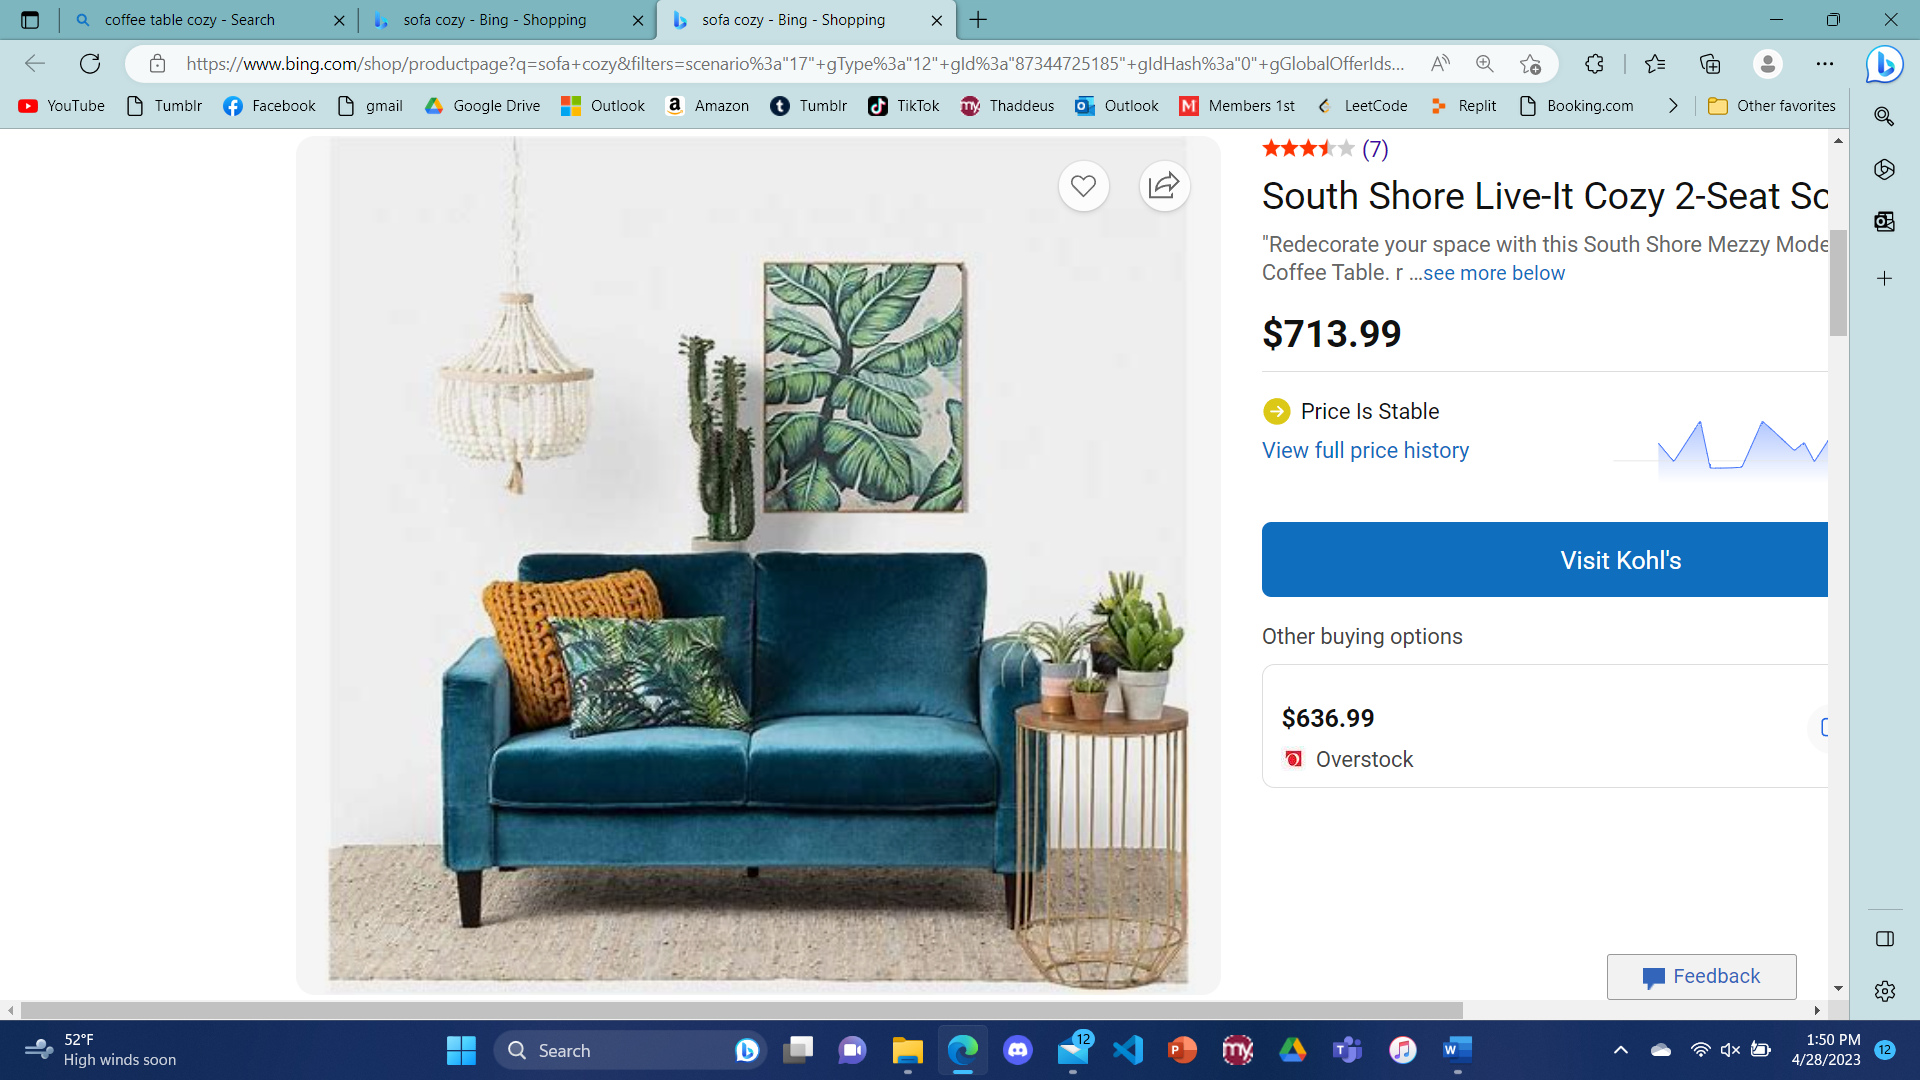 coffee table cozy - Search
sofa cozy - Bing - Shopping
sofa cozy - Bing - Shopping
https://www.bing.com/shop/productpage?q=sofa+cozy&filters=scenario%3a"17"+gType%3a"12"+gId%3a"87344725185"+gIdHash%3a"0"+gGlobalOfferIds...
YouTube
Tumblr
Facebook
gmail
Google Drive
Outlook
Amazon
Tumblr
TikTok
my Thaddeus
Outlook
M Members 1st
LeetCode
Replit
Booking.com
Other favorites
(7)
South Shore Live-It Cozy 2-Seat So
"Redecorate your space with this South Shore Mezzy Mode
Coffee Table. r ...see more below
$713.99
Price Is Stable
View full price history
Visit Kohl's
Other buying options
$636.99
Overstock
Feedback
52°F
High winds soon
Search
12
my
1:50 PM
4/28/2023
12